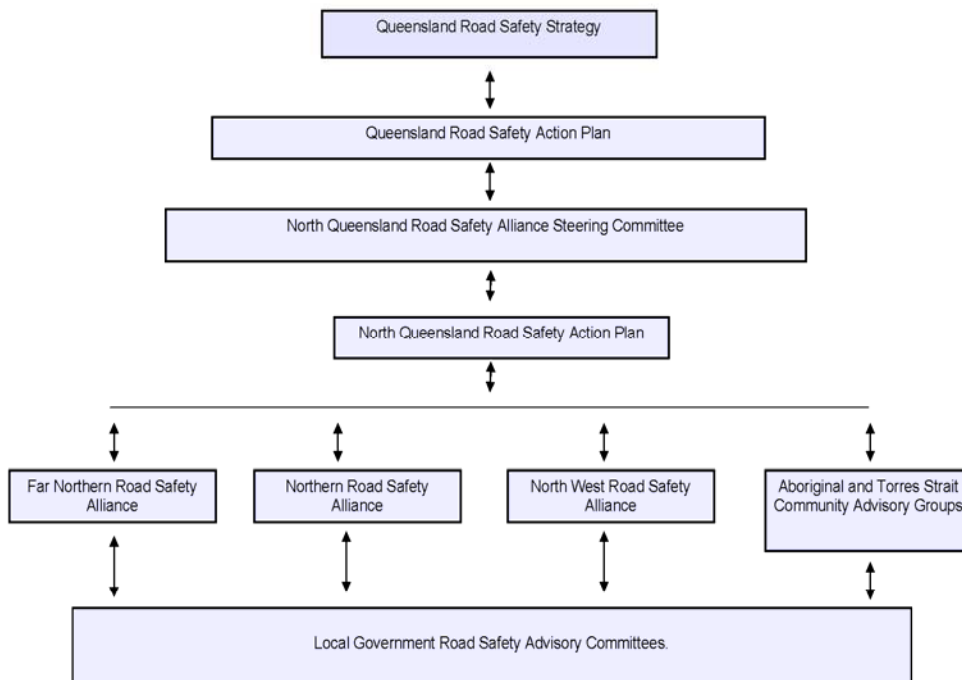 Queensland Road Safety Strategy
Queensland Road Safety Action Plan
North Queensland Road Safety Alliance Steering Committee
North Queensland Road Safety Action Plan
Far Northern Road Safety
Alliance
Northern Road Safety
Alliance
North West Road Safety
Alliance
Aboriginal and Torres Strait
Community Advisory Groups
Local Government Road Safety Advisory Committees.